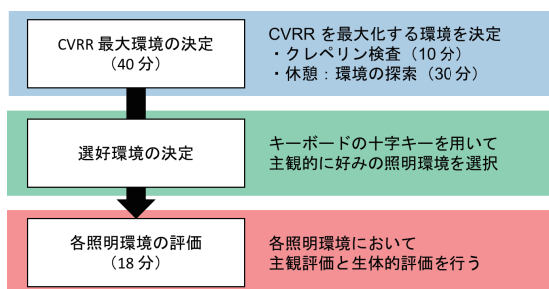 CVRR 最大環境の決定
（40 分）
CVRR を最大化する環境を決定
・クレペリン検査（10 分）
・休憩：環境の探索（30 分）
選好環境の決定
キーボードの十字キーを用いて
主観的に好みの照明環境を選択
各照明環境の評価
（18 分）
各照明環境において
主観評価と生体的評価を行う